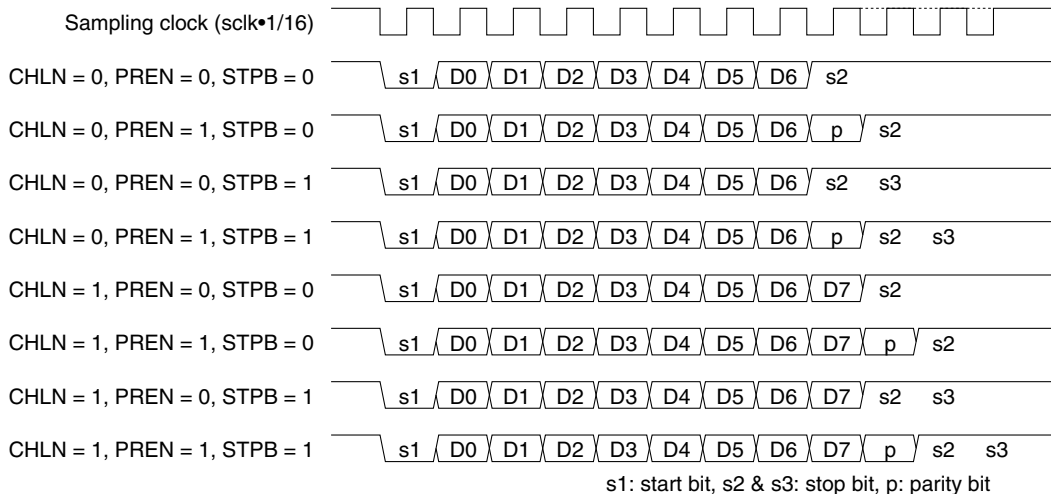 Sampling clock (sclk•1/16)
CHLN = 0, PREN = 0, STPB = 0 s1 D0 D1 D2 D3 D4 D5 D6 s2
CHLN = 0, PREN = 1, STPB = 0 s1 D0 D1 D2 D3 D4 D5 D6 p s2
CHLN = 0, PREN = 0, STPB = 1 s1 D0 D1 D2 D3 D4 D5 D6 s2 s3
CHLN = 0, PREN = 1, STPB = 1 s1 D0 D1 D2 D3 D4 D5 D6 p s2 s3
CHLN = 1, PREN = 0, STPB = 0 s1 D0 D1 D2 D3 D4 D5 D6 D7 s2
CHLN = 1, PREN = 1, STPB = 0 s1 D0 D1 D2 D3 D4 D5 D6 D7 p s2
CHLN = 1, PREN = 0, STPB = 1 s1 D0 D1 D2 D3 D4 D5 D6 D7 s2 s3
CHLN = 1, PREN = 1, STPB = 1 s1 D0 D1 D2 D3 D4 D5 D6 D7 p s2 s3
s1: start bit, s2 & s3: stop bit, p: parity bit